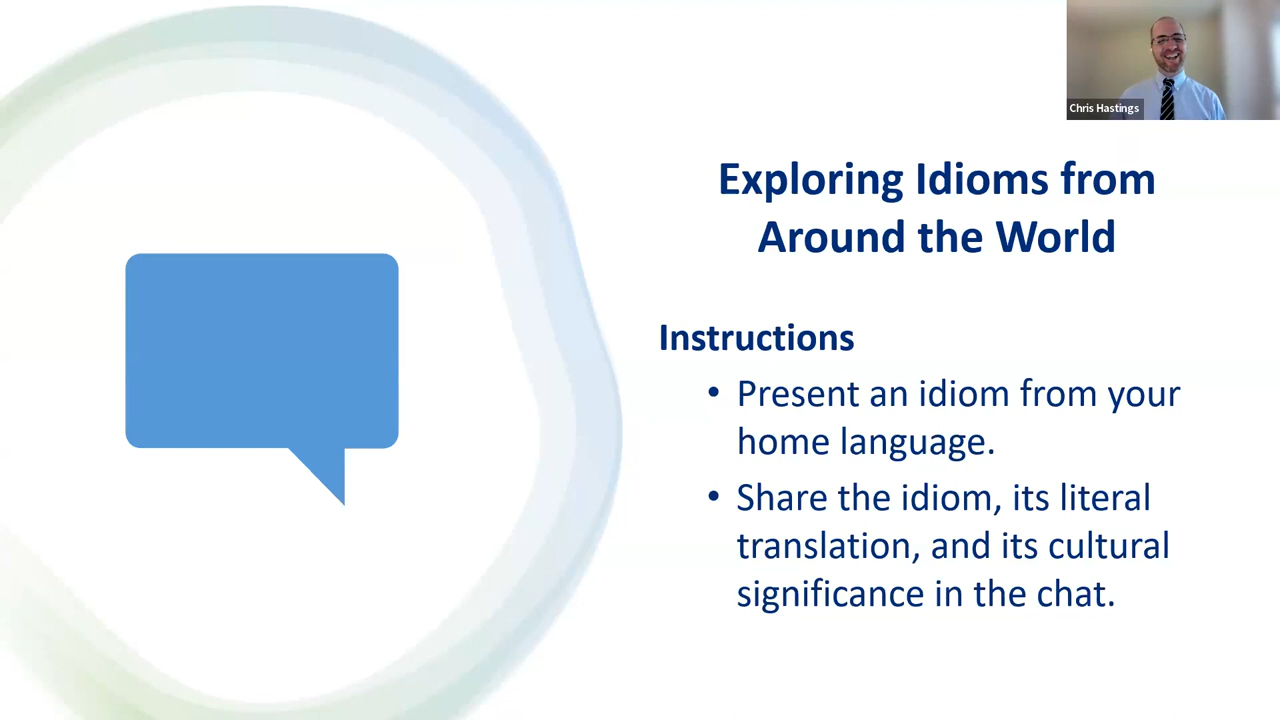 Chris Hastings
Exploring Idioms from
Around the World
Instructions
• Present an idiom from your
home language.
• Share the idiom, its literal
translation, and its cultural
significance in the chat.